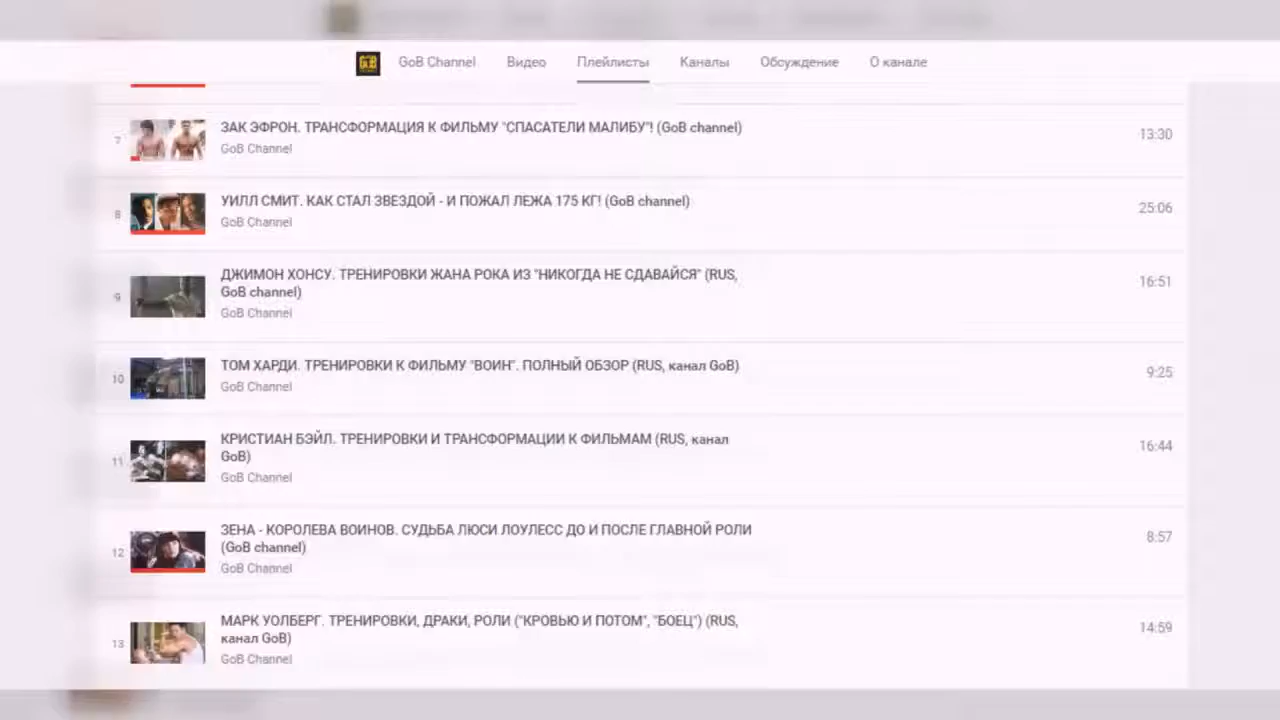 GoB Channel Видео Плейлисты Каналы Обсуждение О канале
7 ЗАК ЭФРОН. ТРАНСФОРМАЦИЯ К ФИЛЬМУ "СПАСАТЕЛИ МАЛИБУ"! (GoB channel) 13:30
GoB Channel
8 УИЛЛ СМИТ. КАК СТАЛ ЗВЕЗДОЙ - И ПОЖАЛ ЛЕЖА 175 КГ! (GoB channel) 25:06
GoB Channel
9 ДЖИМОН ХОНСУ. ТРЕНИРОВКИ ЖАНА РОКА ИЗ "НИКОГДА НЕ СДАВАЙСЯ" (RUS, 16:51
GoB channel)
GoB Channel
10 ТОМ ХАРДИ. ТРЕНИРОВКИ К ФИЛЬМУ "ВОИН". ПОЛНЫЙ ОБЗОР (RUS, канал GoB) 9:25
GoB Channel
11 КРИСТИАН БЭЙЛ. ТРЕНИРОВКИ И ТРАНСФОРМАЦИИ К ФИЛЬМАМ (RUS, канал 16:44
GoB)
GoB Channel
12 ЗЕНА - КОРОЛЕВА ВОИНОВ. СУДЬБА ЛЮСИ ЛОУЛЕСС ДО И ПОСЛЕ ГЛАВНОЙ РОЛИ 8:57
(GoB channel)
GoB Channel
13 МАРК УОЛБЕРГ. ТРЕНИРОВКИ, ДРАКИ, РОЛИ ("КРОВЬЮ И ПОТОМ", "БОЕЦ") (RUS, 14:59
канал GoB)
GoB Channel